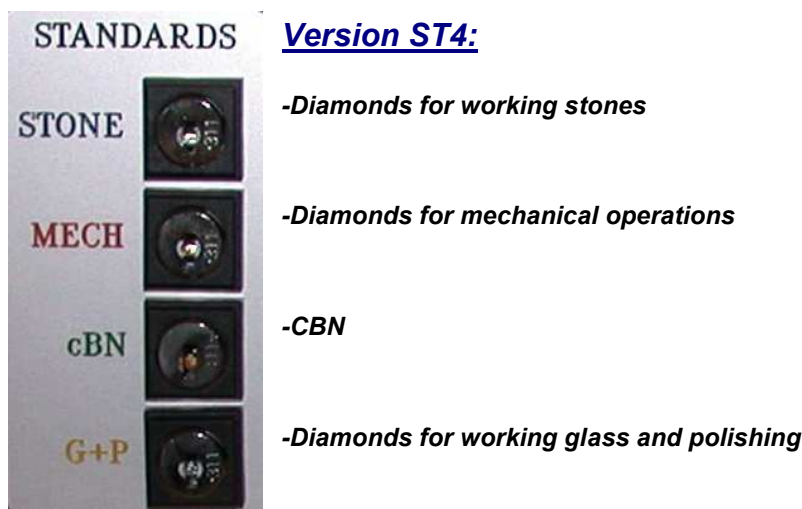 STANDARDS
Version ST4:
STONE
-Diamonds for working stones
MECH
-Diamonds for mechanical operations
cBN
-CBN
G+P
-Diamonds for working glass and polishing